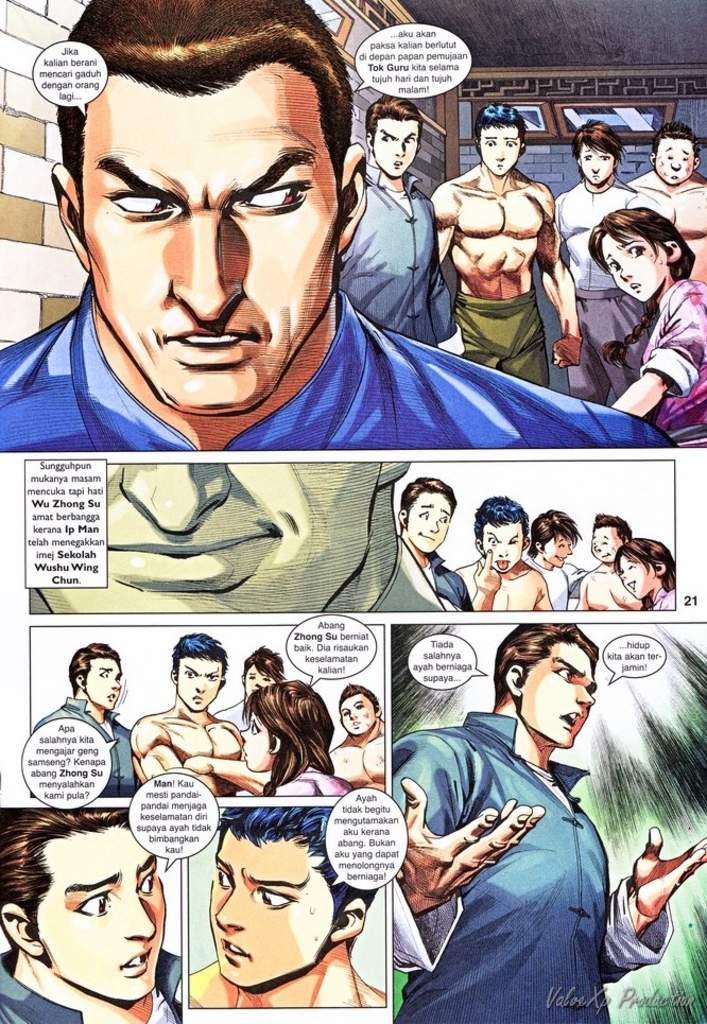 Jika
kalian berani
mencari gaduh
dengan orang
lagi...
...aku akan
paksa kalian berlutut
di depan papan pemujaan
Tok Guru kita selama
tujuh hari dan tujuh
malam!
Sungguhpun
mukanya masam
mencuka tapi hati
Wu Zhong Su
amat berbangga
kerana Ip Man
telah menegakkan
imej Sekolah
Wushu Wing
Chun.
21
Abang
Zhong Su berniat
baik. Dia risaukan
keselamatan
kalian!
Apa
salahnya kita
mengajar geng
samseng? Kenapa
abang Zhong Su
menyalahkan
kami pula?
Tiada
salahnya
ayah berniaga
supaya...
...hidup
kita akan ter-
jamin!
Man! Kau
mesti pandai-
pandai menjaga
keselamatan diri
supaya ayah tidak
bimbangkan
kau!
Ayah
tidak begitu
mengutamakan
aku kerana
abang. Bukan
aku yang dapat
menolongnya
berniaga!
ValorXp Production